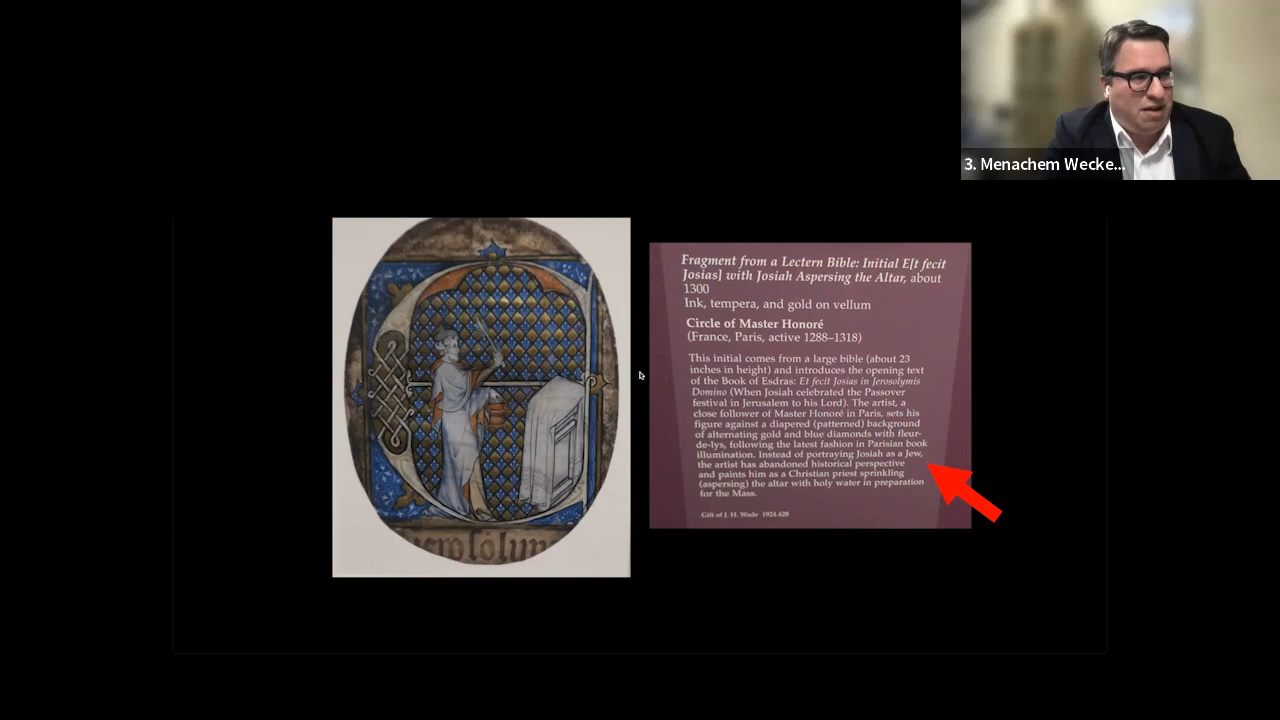 3. Menachem Wecke...
Fragment from a Lectern Bible: Initial E[t fecit
Josias] with Josiah Aspersing the Altar, about
1300
Ink, tempera, and gold on vellum
Circle of Master Honoré
(France, Paris, active 1288–1318)
This initial comes from a large bible (about 23
inches in height) and introduces the opening text
of the Book of Esdras: Et fecit Josias in Jerosolymis
Domino (When Josiah celebrated the Passover
festival in Jerusalem to his Lord). The artist, a
close follower of Master Honoré in Paris, sets his
figure against a diapered (patterned) background
of alternating gold and blue diamonds with fleur-
de-lys, following the latest fashion in Parisian book
illumination. Instead of portraying Josiah as a Jew,
the artist has abandoned historical perspective
and paints him as a Christian priest sprinkling
(aspersing) the altar with holy water in preparation
for the Mass.
Gift of J. H. Wade 1924.428